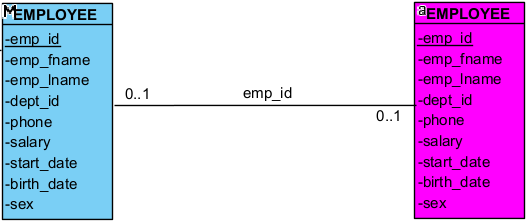 M EMPLOYEE
-emp_id
-emp_fname
-emp_lname
-dept_id
-phone
-salary
-start_date
-birth_date
-sex
0..1
emp_id
0..1
a EMPLOYEE
-emp_id
-emp_fname
-emp_lname
-dept_id
-phone
-salary
-start_date
-birth_date
-sex